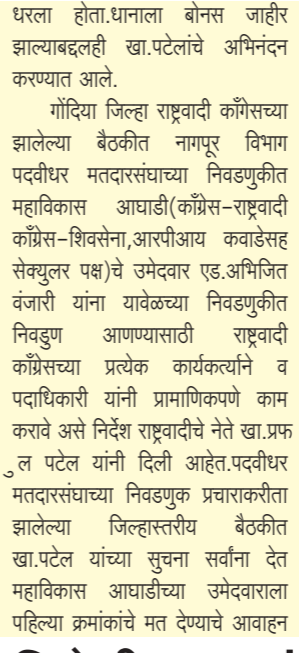 धरला होता.धानाला बोनस जाहीर
झाल्याबद्दलही खा.पटेलांचे अभिनंदन
करण्यात आले.
गोंदिया जिल्हा राष्ट्रवादी काँगेसच्या
झालेल्या बैठकीत नागपूर विभाग
पदवीधर मतदारसंघाच्या निवडणुकीत
महाविकास आघाडी(काँग्रेस-राष्ट्रवादी
काँग्रेस-शिवसेना,आरपीआय कवाडेसह
सेक्युलर पक्ष)चे उमेदवार एड.अभिजित
वंजारी यांना यावेळच्या निवडणुकीत
निवडुण आणण्यासाठी राष्ट्रवादी
काँग्रेसच्या प्रत्येक कार्यकर्त्याने व
पदाधिकारी यांनी प्रामाणिकपणे काम
करावे असे निर्देश राष्ट्रवादीचे नेते खा.प्रफ
ुल पटेल यांनी दिली आहेत.पदवीधर
मतदारसंघाच्या निवडणुक प्रचाराकरीता
झालेल्या जिल्हास्तरीय बैठकीत
खा.पटेल यांच्या सुचना सर्वांना देत
महाविकास आघाडीच्या उमेदवाराला
पहिल्या क्रमांकांचे मत देण्याचे आवाहन